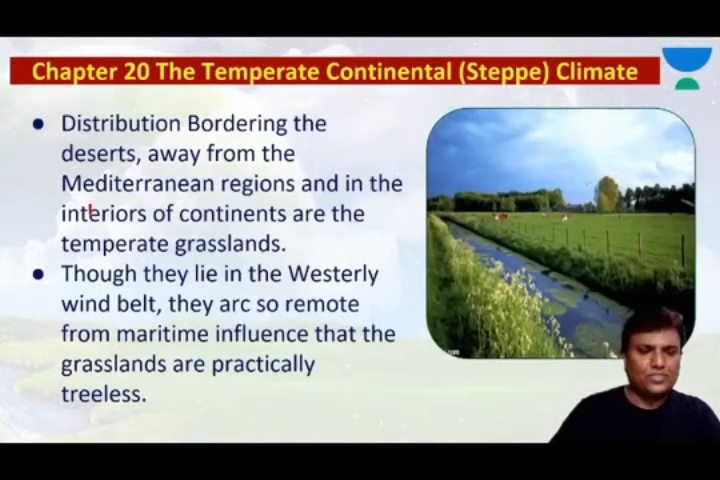 Chapter 20 The Temperate Continental (Steppe) Climate
● Distribution Bordering the
deserts, away from the
Mediterranean regions and in the
interiors of continents are the
temperate grasslands.
● Though they lie in the Westerly
wind belt, they arc so remote
from maritime influence that the
grasslands are practically
treeless.